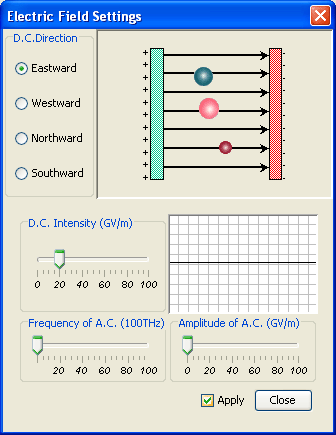 Electric Field Settings
D.C.Direction
Eastward
Westward
Northward
Southward
+ + + + + + + + + +
- - - - - - - - - -
D.C. Intensity (GV/m)
0 20 40 60 80 100
Frequency of A.C. (100THz)
20 40 60 80 100
Amplitude of A.C. (GV/m)
0 20 40 60 80 100
Apply
Close